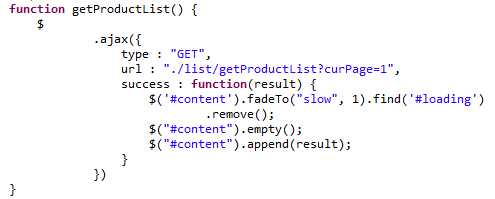 function getProductList() {
    $
            .ajax({
                type : "GET",
                url : "./list/getProductList?curPage=1",
                success : function(result) {
                    $('#content').fadeTo("slow", 1).find('#loading')
                            .remove();
                    $("#content").empty();
                    $("#content").append(result);
                }
            })
}